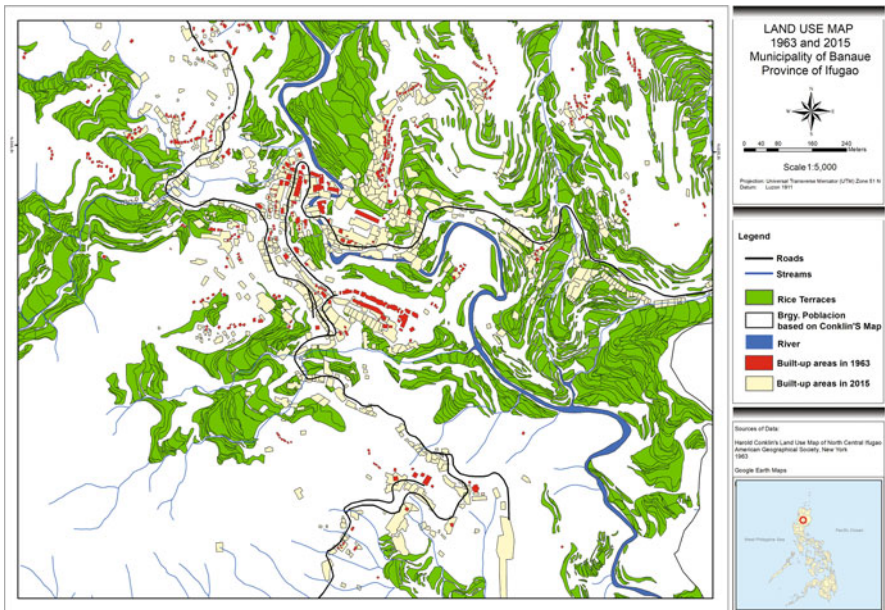 LAND USE MAP
1963 and 2015
Municipality of Banaue
Province of Ifugao
N
W
E
S
0 40 80 160 240
Meters
Scale 1:5,000
Projection: Universal Transverse Mercator (UTM) Zone 51 N
Datum: Luzon 1911
Legend
Roads
Streams
Rice Terraces
Brgy. Poblacion
based on Conklin'S Map
River
Built-up areas in 1963
Built-up areas in 2015
Sources of Data:
Harold Conklin's Land Use Map of North Central Ifugao
American Geographical Society, New York
1963
Google Earth Maps
West Philippine Sea
Pacific Ocean